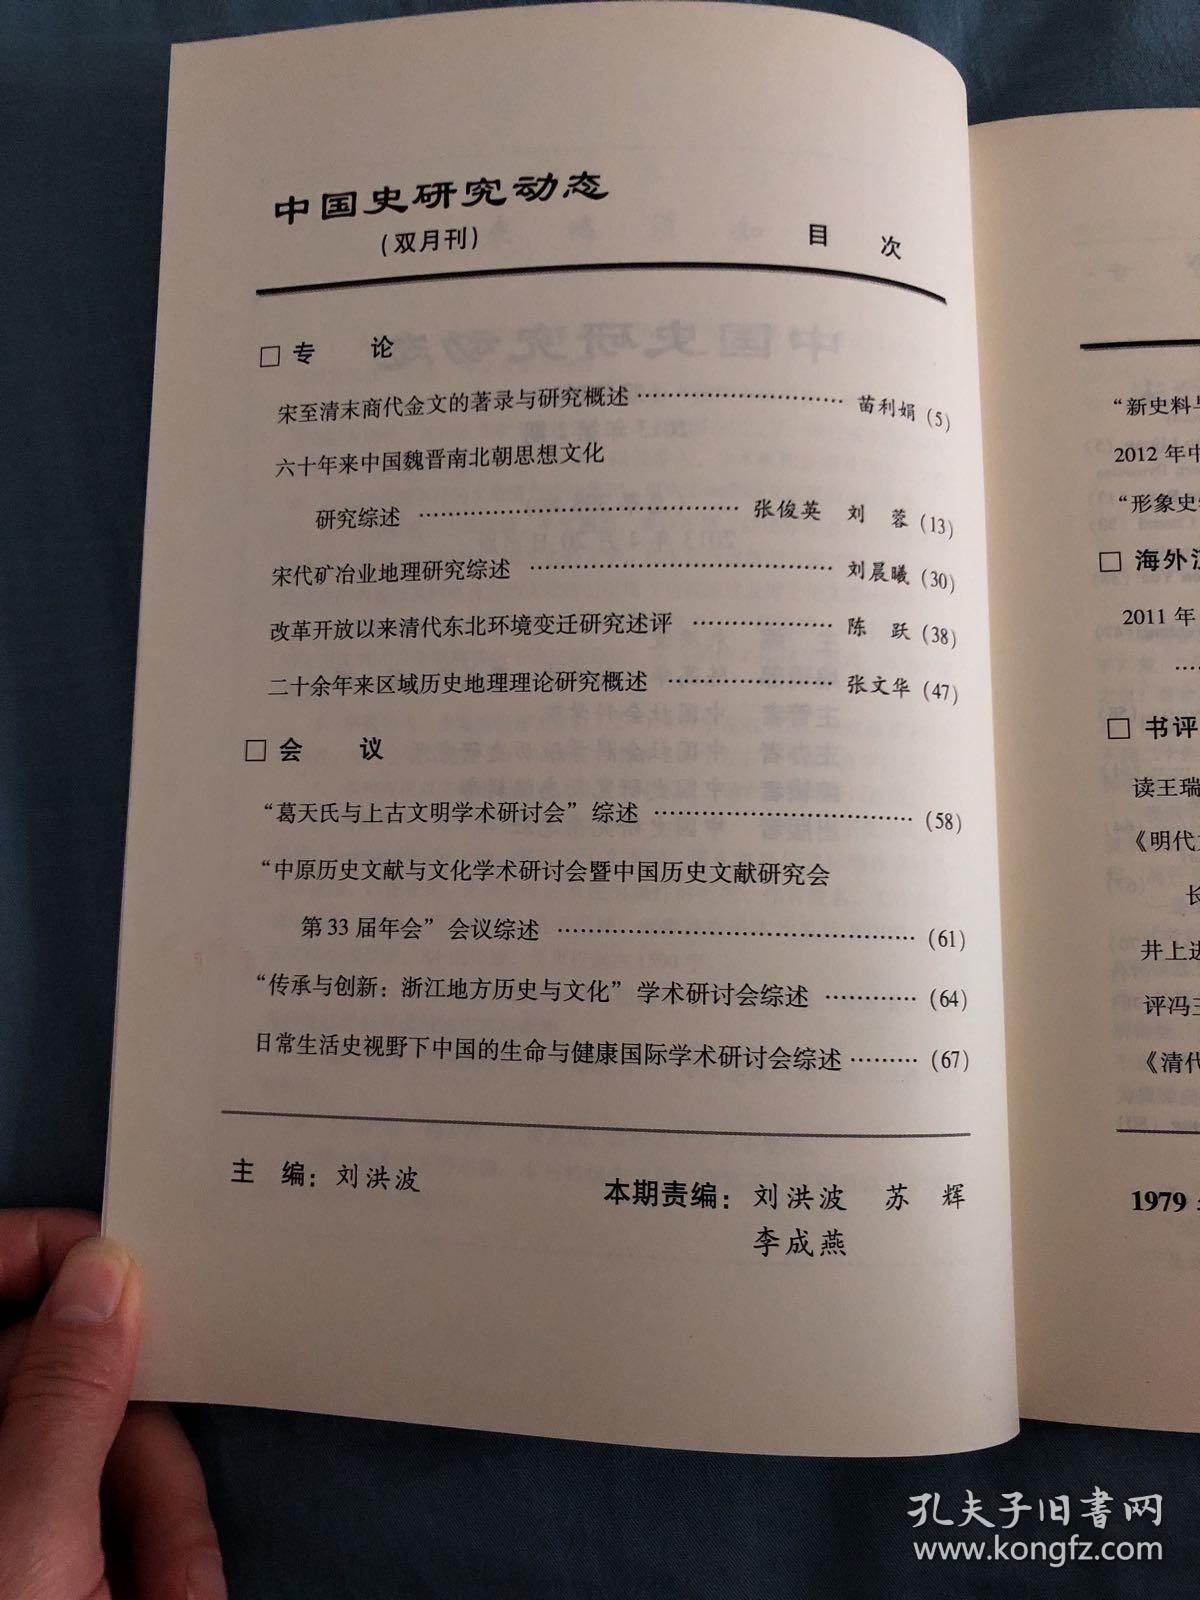 中国史研究动态
(双月刊)
目 次
□ 专 论
宋至清末商代金文的著录与研究概述 ………………………… 苗利娟 (5)
六十年来中国魏晋南北朝思想文化
研究综述 ………………………………… 张俊英 刘 蓉 (13)
宋代矿冶业地理研究综述 ………………………………… 刘晨曦 (30)
改革开放以来清代东北环境变迁研究述评 ……………… 陈 跃 (38)
二十余年来区域历史地理理论研究概述 ………………… 张文华 (47)
□ 会 议
“葛天氏与上古文明学术研讨会” 综述 ……………………………… (58)
“中原历史文献与文化学术研讨会暨中国历史文献研究会
第 33 届年会” 会议综述 ……………………………………… (61)
“传承与创新: 浙江地方历史与文化” 学术研讨会综述 ………… (64)
日常生活史视野下中国的生命与健康国际学术研讨会综述 ……… (67)
主 编: 刘洪波
本期责编: 刘洪波 苏 辉
李成燕
“新史料与
2012 年中
“形象史
□ 海外汉
2011 年
……
□ 书评
读王瑞
《明代
长
井上进
评冯
《清代
1979
孔夫子旧书网
www.kongfz.com